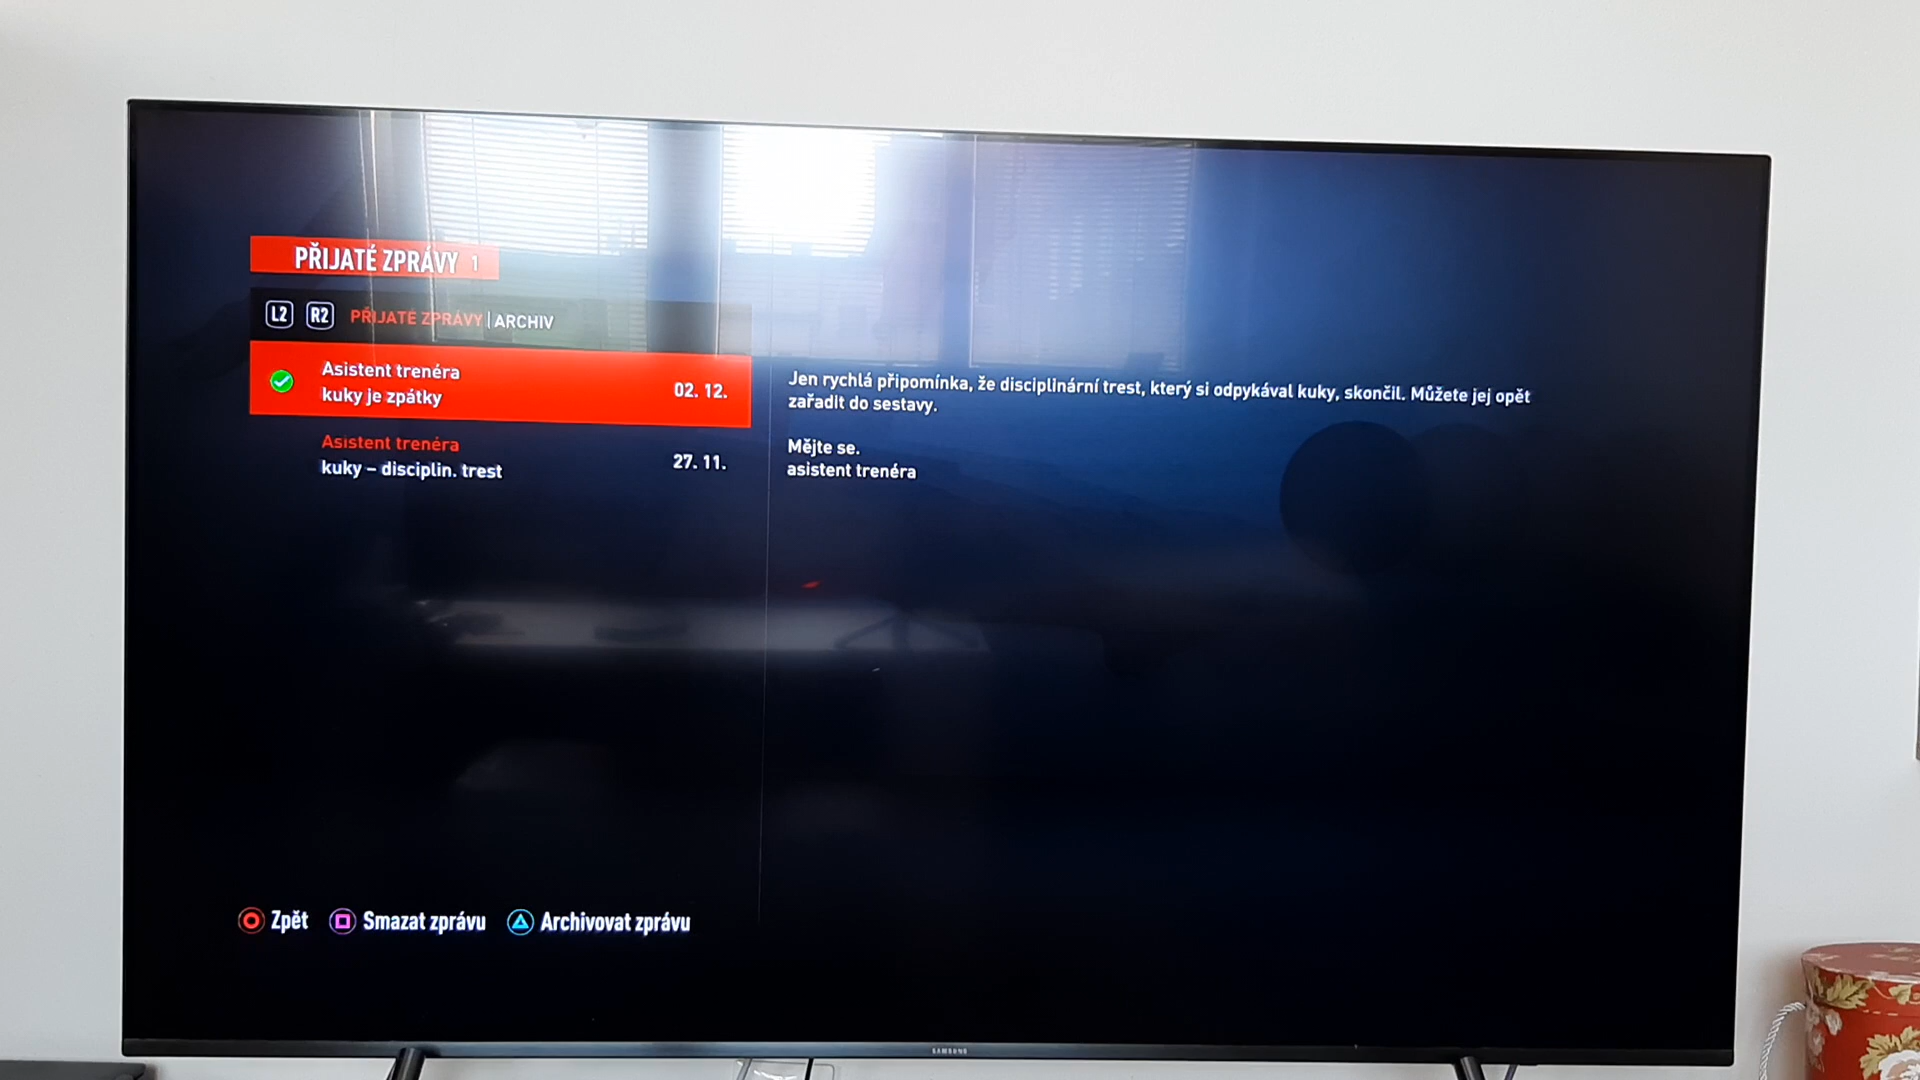 PŘIJATÉ ZPRÁVY 1
L2 R2 PŘIJATÉ ZPRÁVY | ARCHIV
Asistent trenéra
kuky je zpátky
02. 12.
Asistent trenéra
kuky – disciplin. trest
27. 11.
Jen rychlá připomínka, že disciplinární trest, který si odpykával kuky, skončil. Můžete jej opět
zařadit do sestavy.
Mějte se.
asistent trenéra
Zpět Smazat zprávu Archivovat zprávu
SAMSUNG